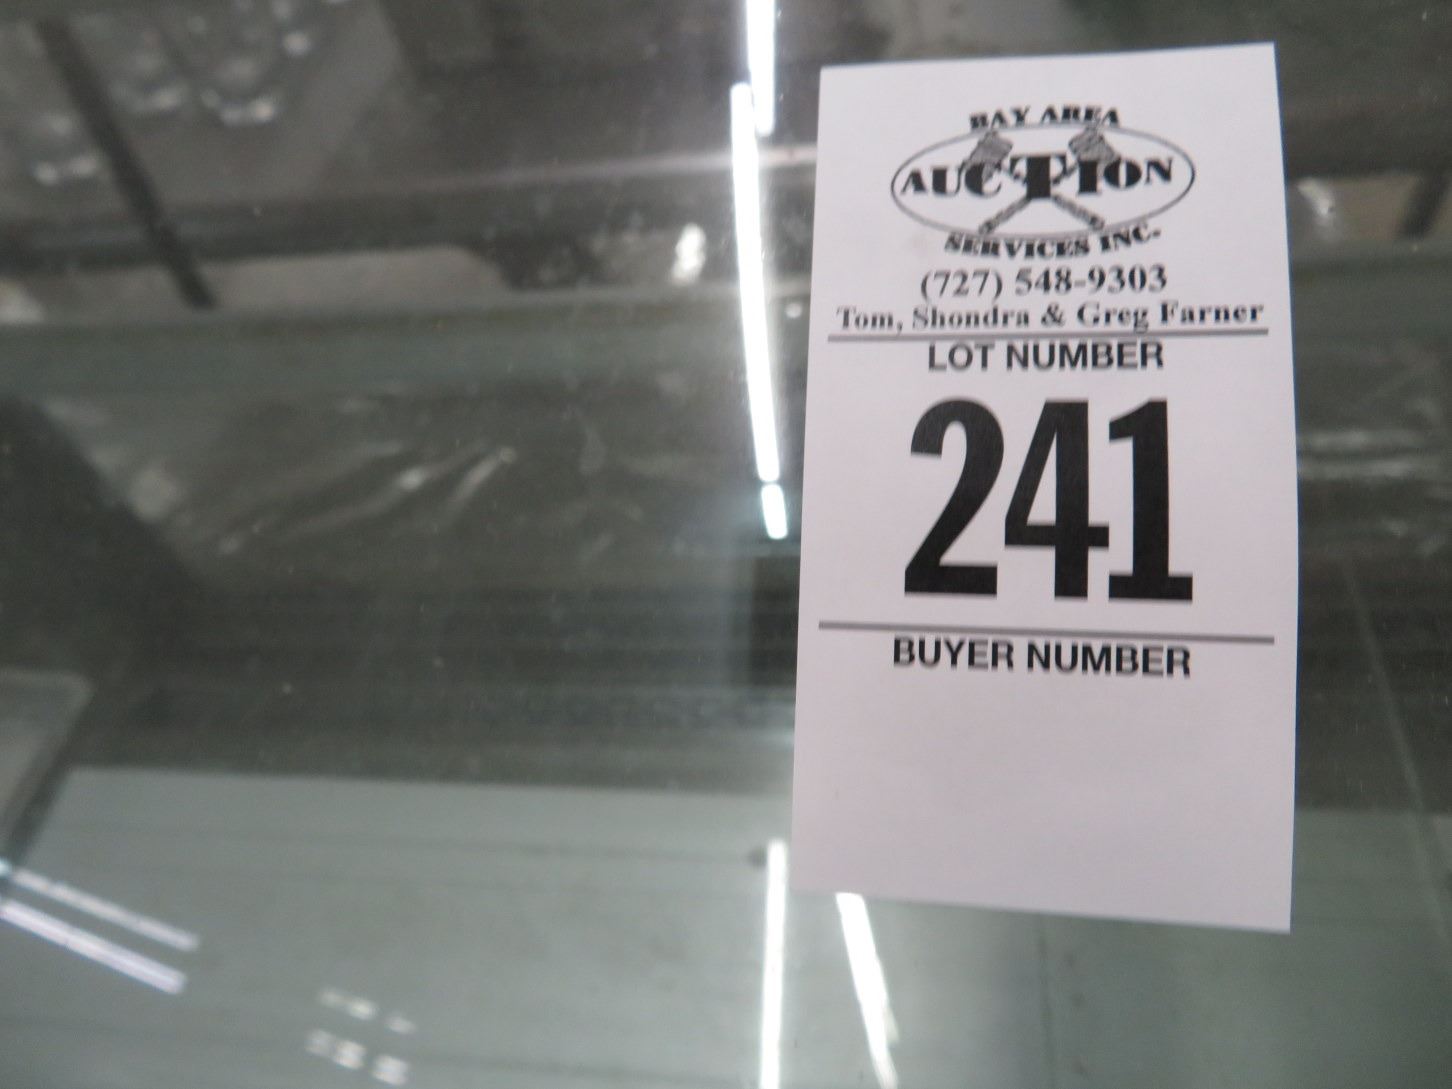 BAY AREA
AUCTION
SERVICES INC.
(727) 548-9303
Tom, Shondra & Greg Farner
LOT NUMBER
241
BUYER NUMBER